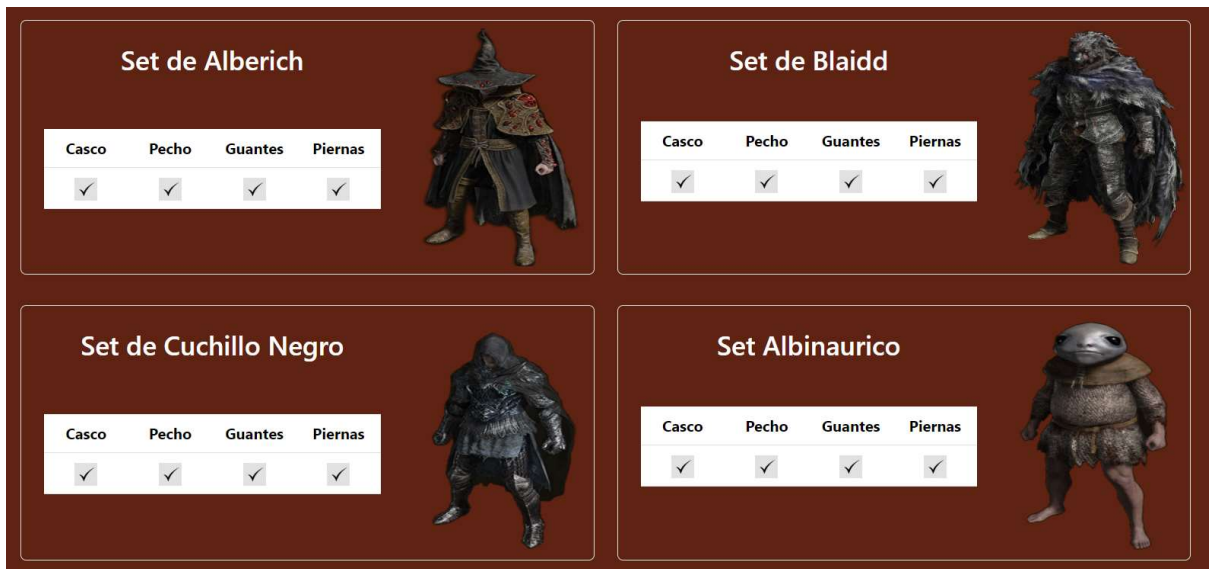 Set de Alberich
Casco Pecho Guantes Piernas
✓ ✓ ✓ ✓
Set de Blaidd
Casco Pecho Guantes Piernas
✓ ✓ ✓ ✓
Set de Cuchillo Negro
Casco Pecho Guantes Piernas
✓ ✓ ✓ ✓
Set Albinaurico
Casco Pecho Guantes Piernas
✓ ✓ ✓ ✓